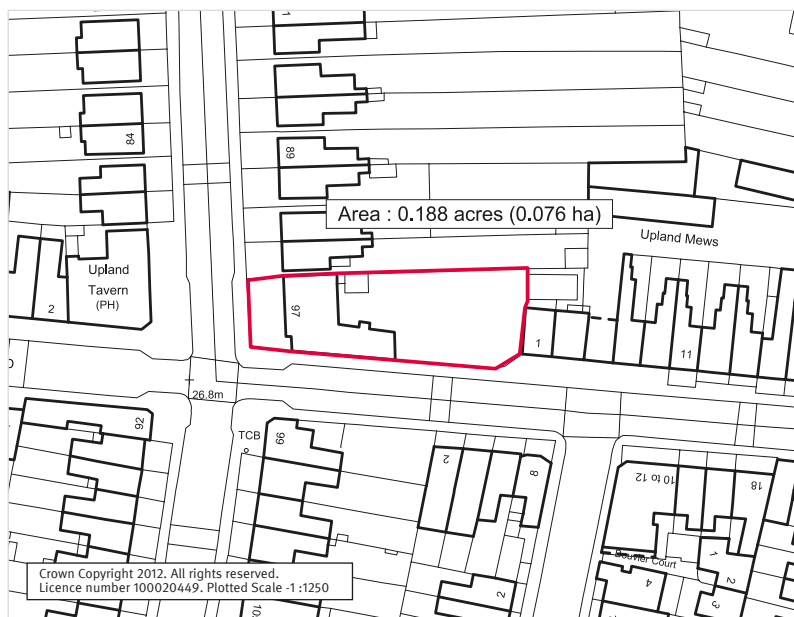 84
89
Area : 0.188 acres (0.076 ha)
Upland Mews
Upland
Tavern
(PH)
2
97
1
11
26.8m
92
TCB
99
2
8
10 to 12
18
Bouvier Court
1
2
3
4
2
Crown Copyright 2012. All rights reserved.
Licence number 100020449. Plotted Scale -1:1250